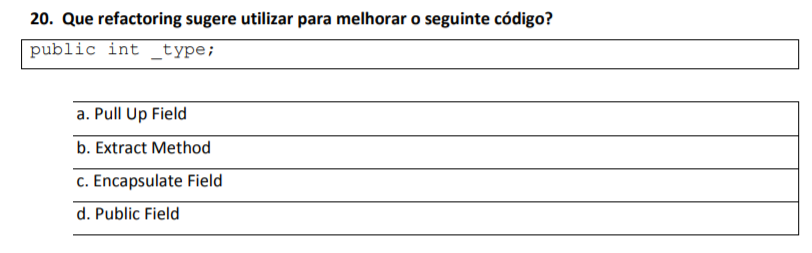 20. Que refactoring sugere utilizar para melhorar o seguinte código?
public int _type;
a. Pull Up Field
b. Extract Method
c. Encapsulate Field
d. Public Field